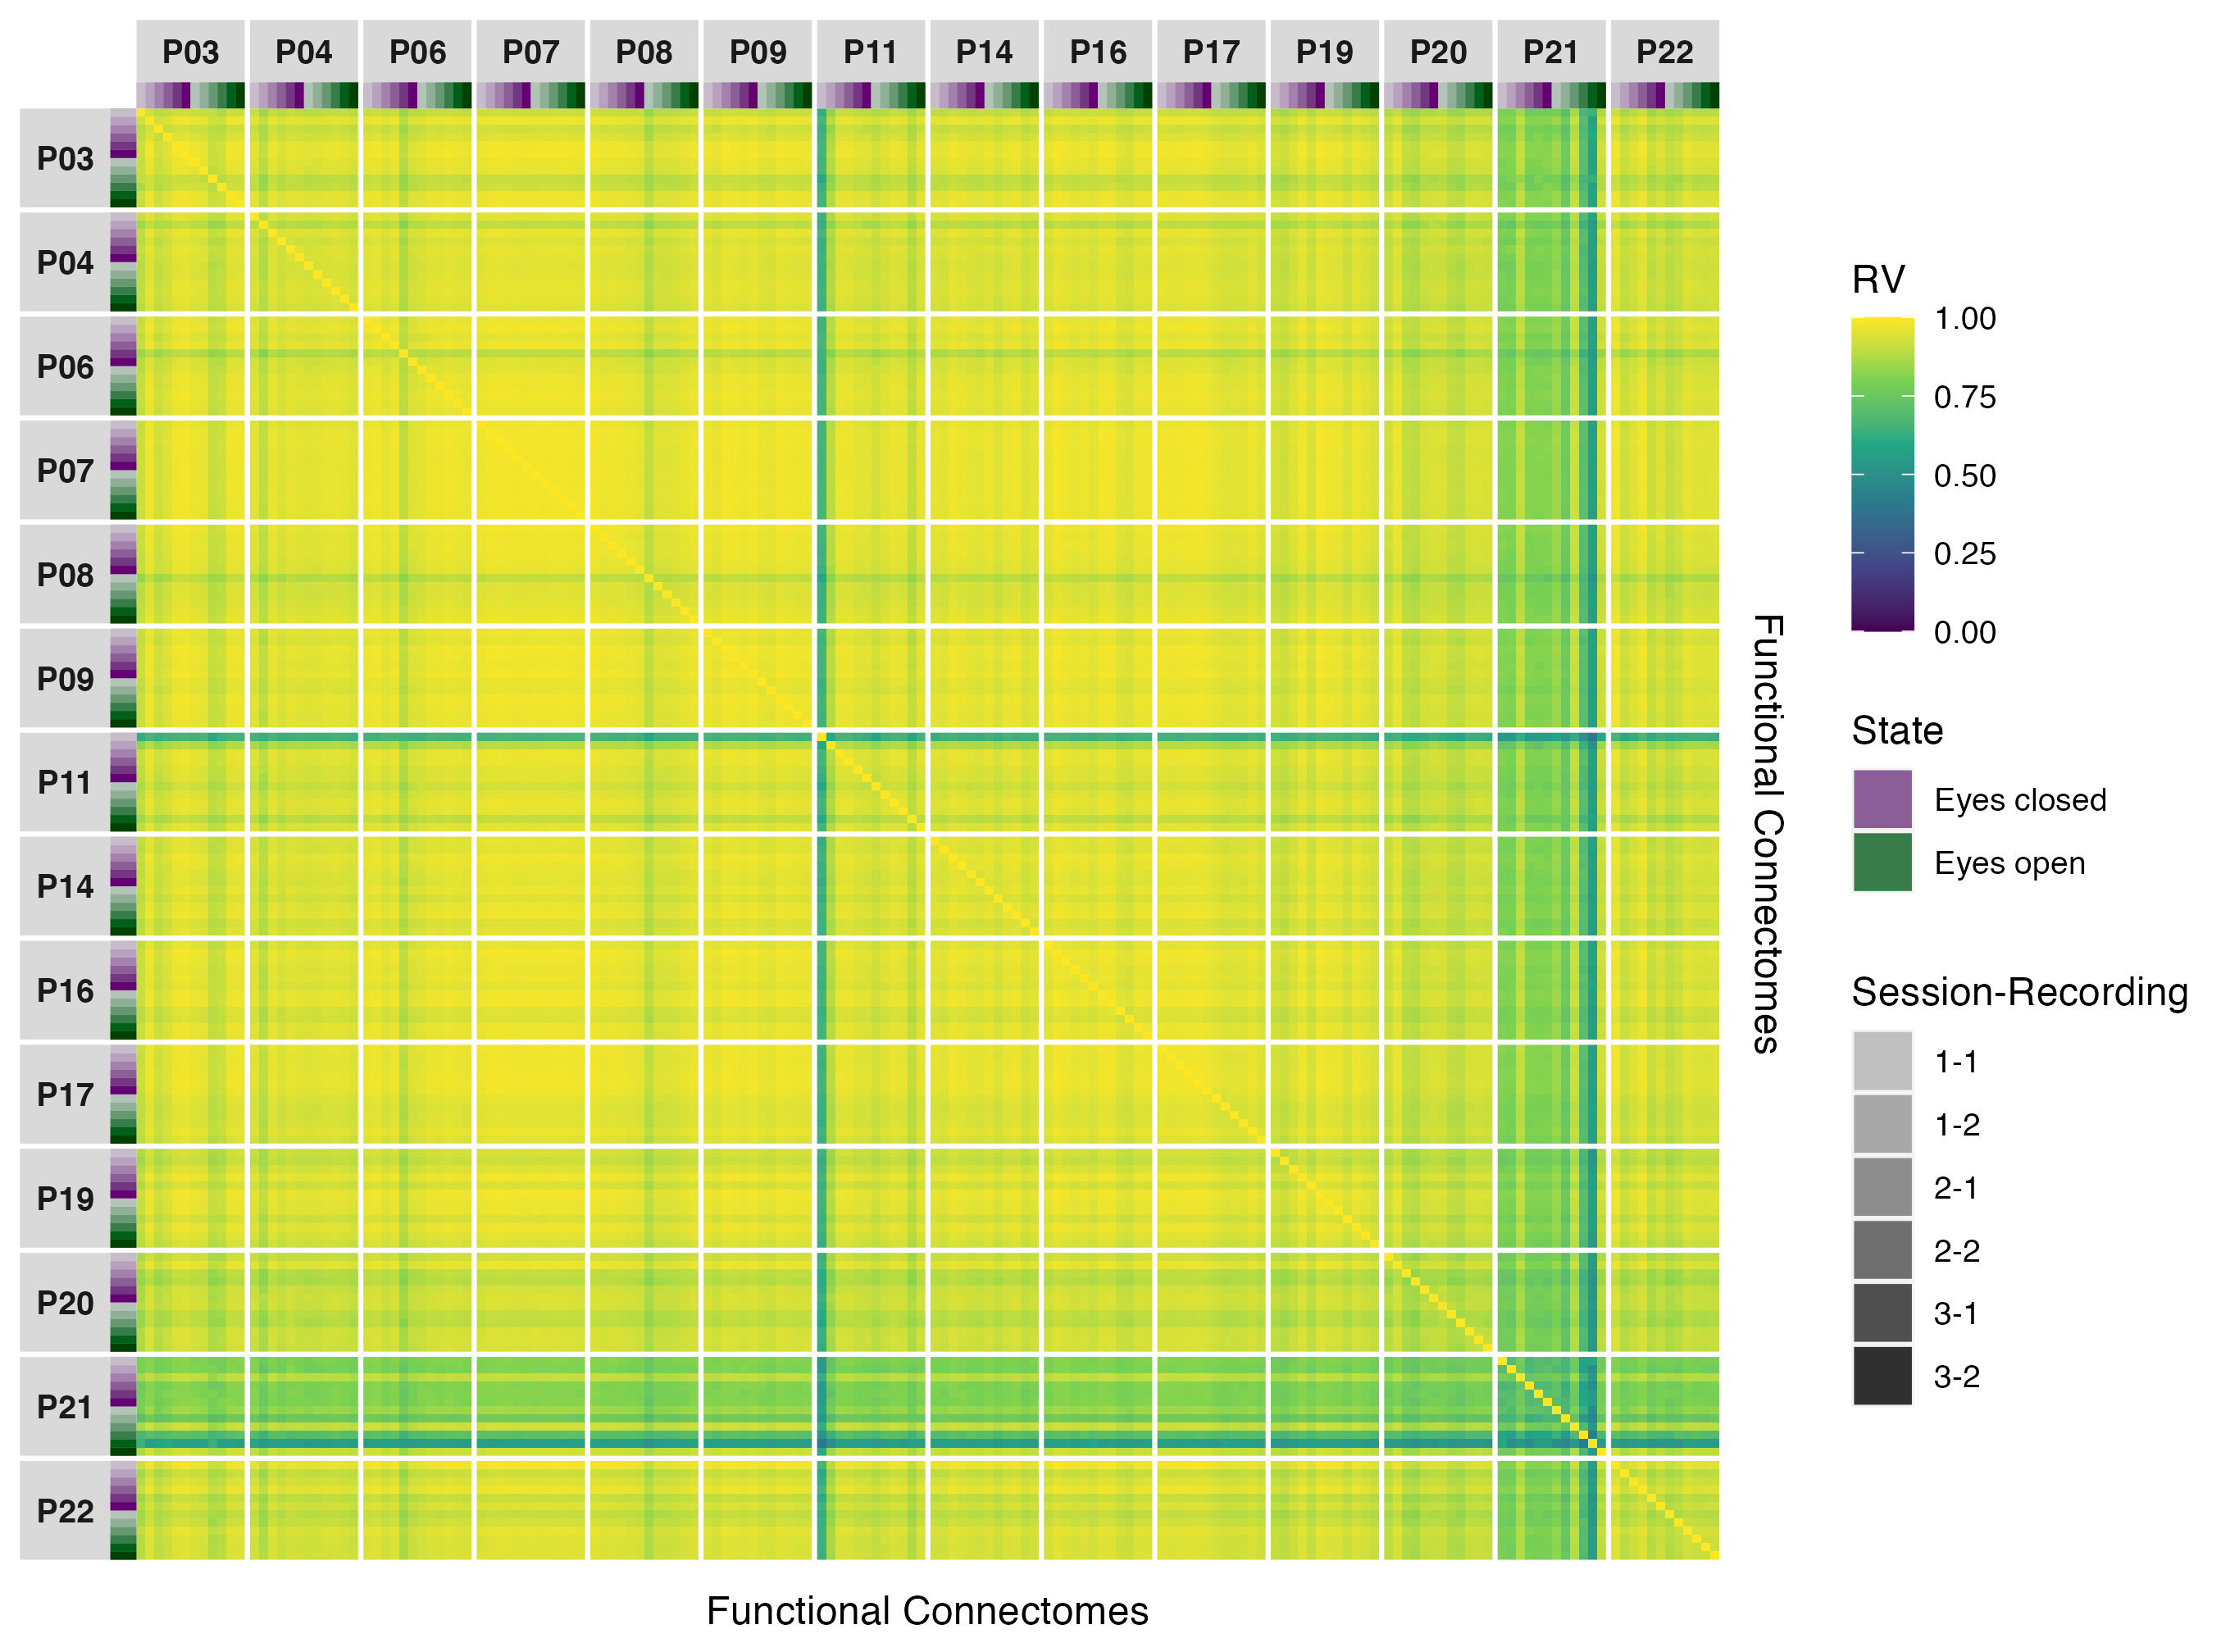 P03 P04 P06 P07 P08 P09 P11 P14 P16 P17 P19 P20 P21 P22
P03
P04
P06
P07
P08
P09
P11
P14
P16
P17
P19
P20
P21
P22
Functional Connectomes
Functional Connectomes
RV
1.00
0.75
0.50
0.25
0.00
State
Eyes closed
Eyes open
Session-Recording
1-1
1-2
2-1
2-2
3-1
3-2